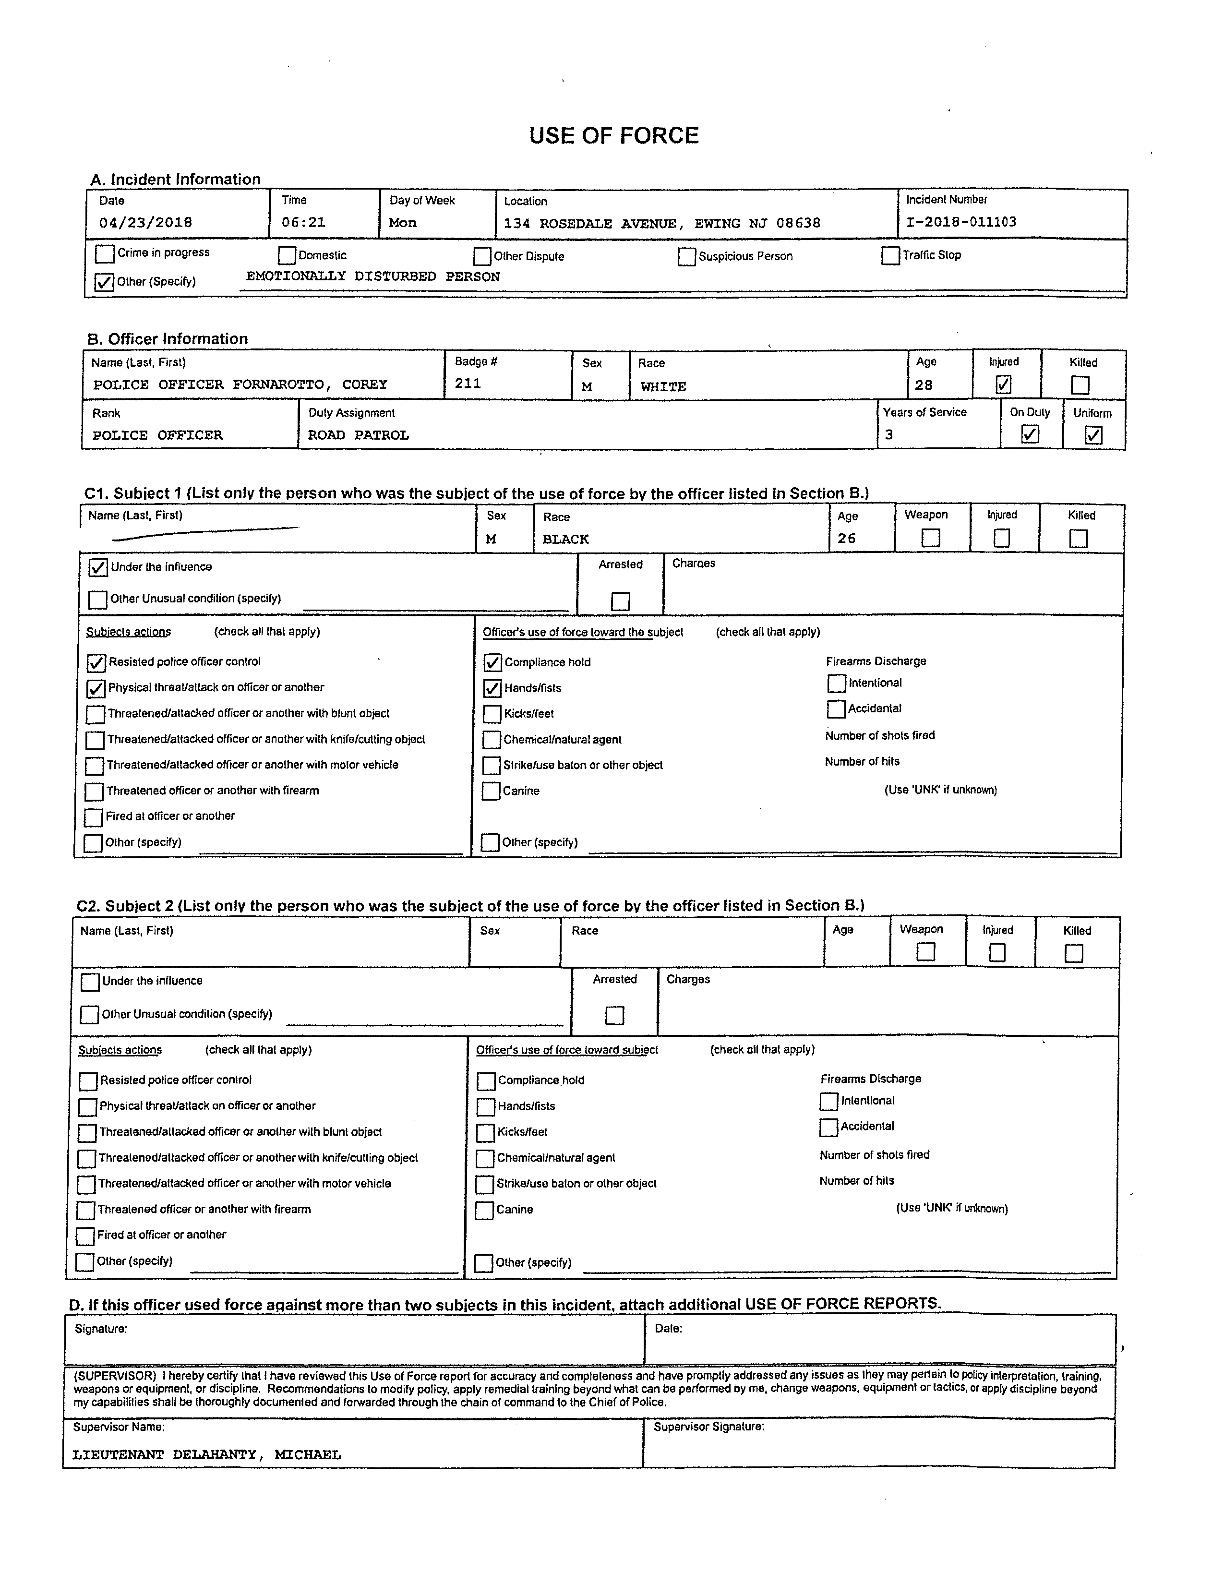 USE OF FORCE
A. Incident Information
Date Time Day of Week Location Incident Number
04/23/2018 06:21 Mon 134 ROSEDALE AVENUE, EWING NJ 08638 I-2018-011103
Crime in progress Domestic Other Dispute Suspicious Person Traffic Stop
Other (Specify) EMOTIONALLY DISTURBED PERSON
B. Officer Information
Name (Last, First) Badge # Sex Race Age Injured Killed
POLICE OFFICER FORNAROTTO, COREY 211 M WHITE 28
Rank Duty Assignment Years of Service On Duty Uniform
POLICE OFFICER ROAD PATROL 3
C1. Subject 1 (List only the person who was the subject of the use of force by the officer listed in Section B.)
Name (Last, First) Sex Race Age Weapon Injured Killed
M BLACK 26
Under the influence Arrested Charges
Other Unusual condition (specify)
Subjects actions (check all that apply) Officer's use of force toward the subject (check all that apply)
Resisted police officer control Compliance hold Firearms Discharge
Physical threat/attack on officer or another Hands/fists Intentional
Threatened/attacked officer or another with blunt object Kicks/feet Accidental
Threatened/attacked officer or another with knife/cutting object Chemical/natural agent Number of shots fired
Threatened/attacked officer or another with motor vehicle Strike/use baton or other object Number of hits
Threatened officer or another with firearm Canine (Use 'UNK' if unknown)
Fired at officer or another
Other (specify) Other (specify)
C2. Subject 2 (List only the person who was the subject of the use of force by the officer listed in Section B.)
Name (Last, First) Sex Race Age Weapon Injured Killed
Under the influence Arrested Charges
Other Unusual condition (specify)
Subjects actions (check all that apply) Officer's use of force toward subject (check all that apply)
Resisted police officer control Compliance hold Firearms Discharge
Physical threat/attack on officer or another Hands/fists Intentional
Threatened/attacked officer or another with blunt object Kicks/feet Accidental
Threatened/attacked officer or another with knife/cutting object Chemical/natural agent Number of shots fired
Threatened/attacked officer or another with motor vehicle Strike/use baton or other object Number of hits
Threatened officer or another with firearm Canine (Use 'UNK' if unknown)
Fired at officer or another
Other (specify) Other (specify)
D. If this officer used force against more than two subjects in this incident, attach additional USE OF FORCE REPORTS.
Signature: Date:
(SUPERVISOR) I hereby certify that I have reviewed this Use of Force report for accuracy and completeness and have promptly addressed any issues as they may pertain to policy interpretation, training,
weapons or equipment, or discipline. Recommendations to modify policy, apply remedial training beyond what can be performed by me, change weapons, equipment or tactics, or apply discipline beyond
my capabilities shall be thoroughly documented and forwarded through the chain of command to the Chief of Police.
Supervisor Name: Supervisor Signature:
LIEUTENANT DELAHANTY, MICHAEL